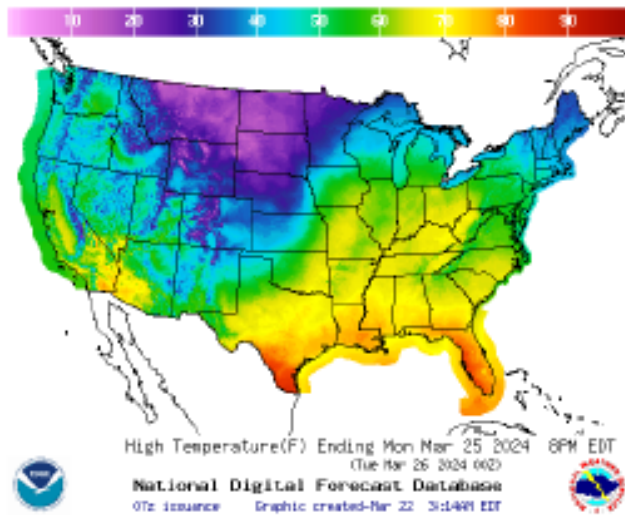 10 20 30 40 50 60 70 80 90
High Temperature(F) Ending Mon Mar 25 2024 8PM EDT
(Tue Mar 26 2024 00Z)
National Digital Forecast Database
07z issuance Graphic created-Mar 22 3:14AM EDT